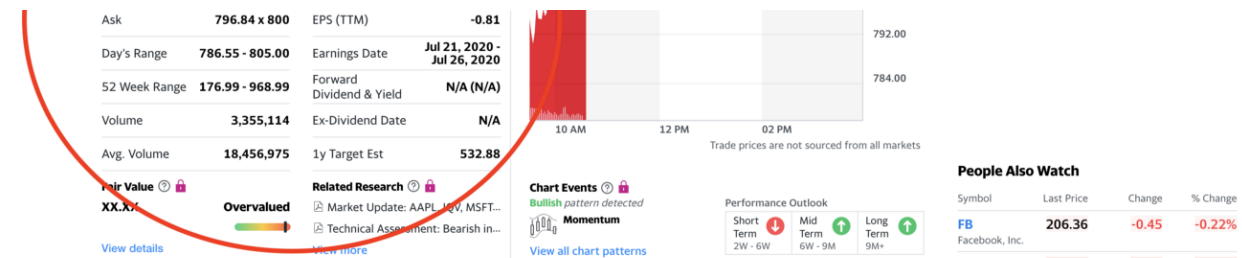 Ask 796.84 x 800
Day's Range 786.55 - 805.00
52 Week Range 176.99 - 968.99
Volume 3,355,114
Avg. Volume 18,456,975
Fair Value
XX.XX Overvalued
View details
EPS (TTM) -0.81
Earnings Date Jul 21, 2020 -
Jul 26, 2020
Forward
Dividend & Yield N/A (N/A)
Ex-Dividend Date N/A
1y Target Est 532.88
Related Research
Market Update: AAPL, IQV, MSFT...
Technical Assessment: Bearish in...
View more
792.00
784.00
10 AM 12 PM 02 PM
Trade prices are not sourced from all markets
Chart Events
Bullish pattern detected
Momentum
View all chart patterns
Performance Outlook
Short
Term
2W - 6W
Mid
Term
6W - 9M
Long
Term
9M+
People Also Watch
Symbol Last Price Change % Change
FB 206.36 -0.45 -0.22%
Facebook, Inc.